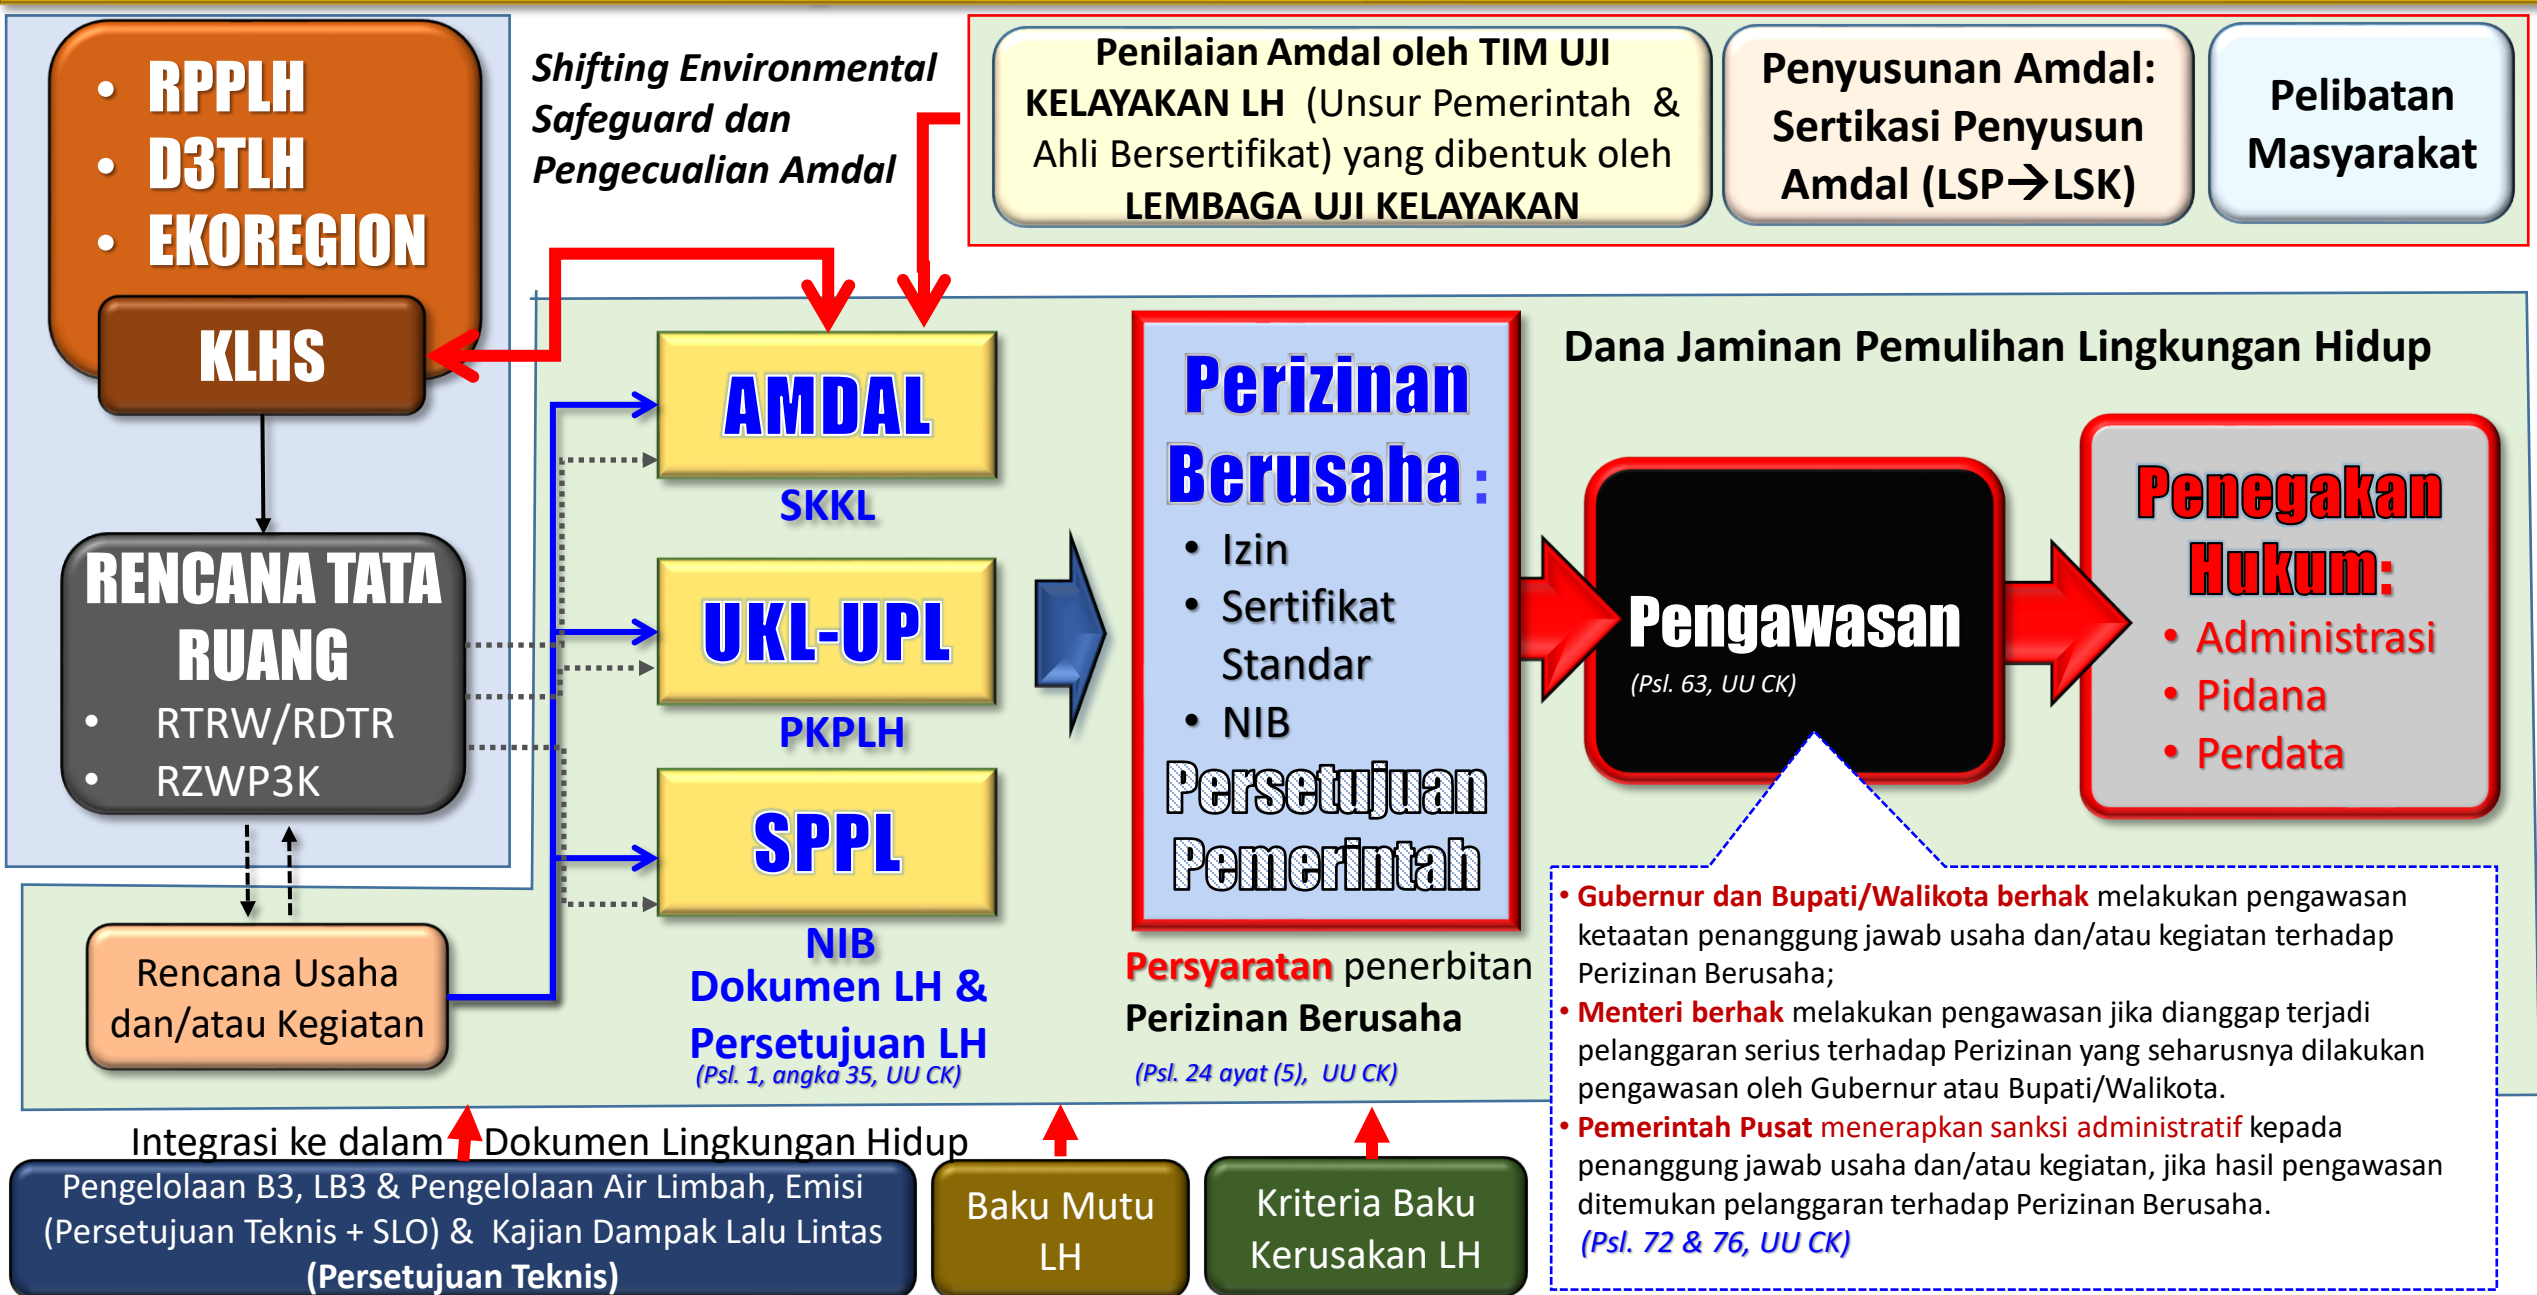 • RPPLH
• D3TLH
• EKOREGION
KLHS
RENCANA TATA
RUANG
• RTRW/RDTR
• RZWP3K
Rencana Usaha
dan/atau Kegiatan
Shifting Environmental
Safeguard dan
Pengecualian Amdal
Penilaian Amdal oleh TIM UJI
KELAYAKAN LH (Unsur Pemerintah &
Ahli Bersertifikat) yang dibentuk oleh
LEMBAGA UJI KELAYAKAN
Penyusunan Amdal:
Sertikasi Penyusun
Amdal (LSP→LSK)
Pelibatan
Masyarakat
AMDAL
SKKL
UKL-UPL
PKPLH
SPPL
NIB
Dokumen LH &
Persetujuan LH
(Psl. 1, angka 35, UU CK)
Perizinan
Berusaha :
• Izin
• Sertifikat
Standar
• NIB
Persetujuan
Pemerintah
Persyaratan penerbitan
Perizinan Berusaha
(Psl. 24 ayat (5), UU CK)
Dana Jaminan Pemulihan Lingkungan Hidup
Pengawasan
(Psl. 63, UU CK)
Penegakan
Hukum:
• Administrasi
• Pidana
• Perdata
• Gubernur dan Bupati/Walikota berhak melakukan pengawasan
ketaatan penanggung jawab usaha dan/atau kegiatan terhadap
Perizinan Berusaha;
• Menteri berhak melakukan pengawasan jika dianggap terjadi
pelanggaran serius terhadap Perizinan yang seharusnya dilakukan
pengawasan oleh Gubernur atau Bupati/Walikota.
• Pemerintah Pusat menerapkan sanksi administratif kepada
penanggung jawab usaha dan/atau kegiatan, jika hasil pengawasan
ditemukan pelanggaran terhadap Perizinan Berusaha.
(Psl. 72 & 76, UU CK)
Integrasi ke dalam Dokumen Lingkungan Hidup
Pengelolaan B3, LB3 & Pengelolaan Air Limbah, Emisi
(Persetujuan Teknis + SLO) & Kajian Dampak Lalu Lintas
(Persetujuan Teknis)
Baku Mutu
LH
Kriteria Baku
Kerusakan LH